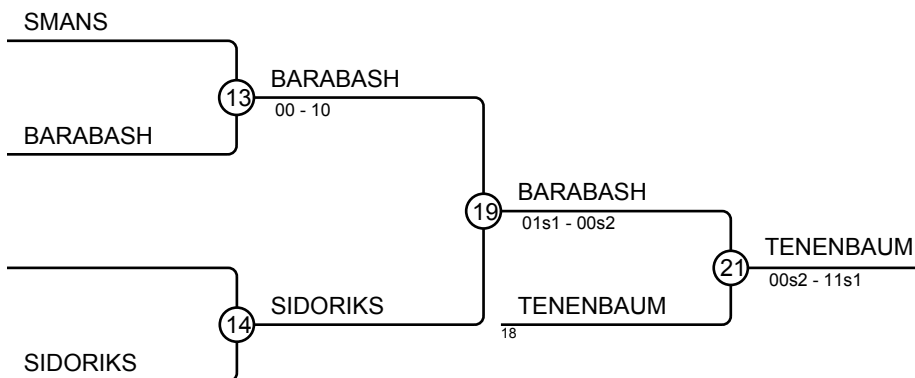 SMANS
13
BARABASH
00 - 10
BARABASH
19
BARABASH
01s1 - 00s2
21
TENENBAUM
00s2 - 11s1
14
SIDORIKS
TENENBAUM
18
SIDORIKS